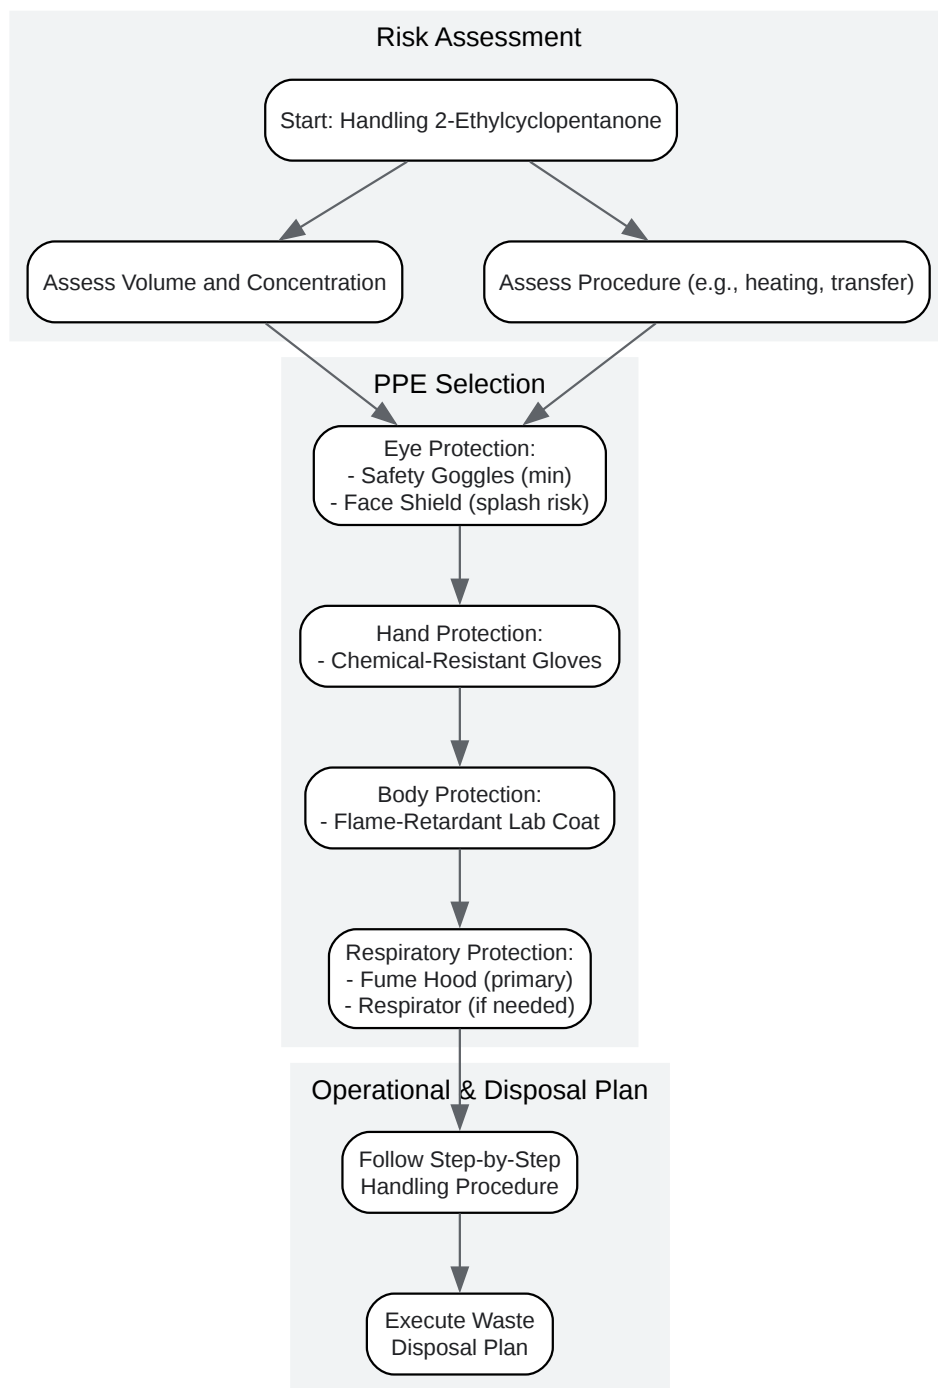 Risk Assessment
Start: Handling 2-Ethylcyclopentanone
Assess Volume and Concentration
Assess Procedure (e.g., heating, transfer)
PPE Selection
Eye Protection:
- Safety Goggles (min)
- Face Shield (splash risk)
Hand Protection:
- Chemical-Resistant Gloves
Body Protection:
- Flame-Retardant Lab Coat
Respiratory Protection:
- Fume Hood (primary)
- Respirator (if needed)
Operational & Disposal Plan
Follow Step-by-Step
Handling Procedure
Execute Waste
Disposal Plan